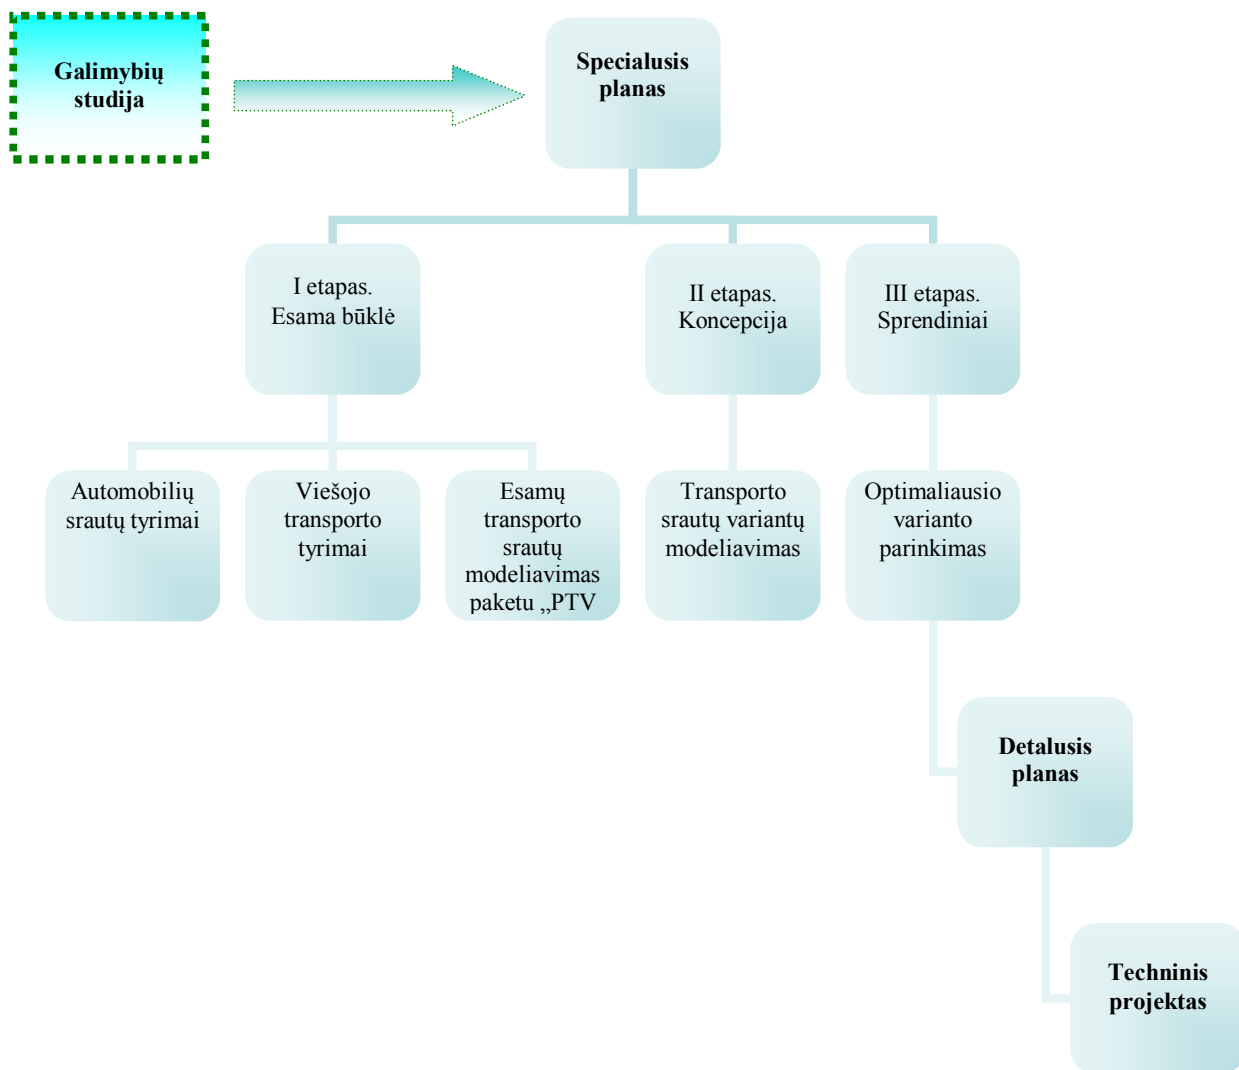 Galimybių
studija
Specialusis
planas
I etapas.
Esama būklė
II etapas.
Koncepcija
III etapas.
Sprendiniai
Automobilių
srautų tyrimai
Viešojo
transporto
tyrimai
Esamų
transporto
srautų
modeliavimas
paketu „PTV
Transporto
srautų variantų
modeliavimas
Optimaliausio
varianto
parinkimas
Detalusis
planas
Techninis
projektas